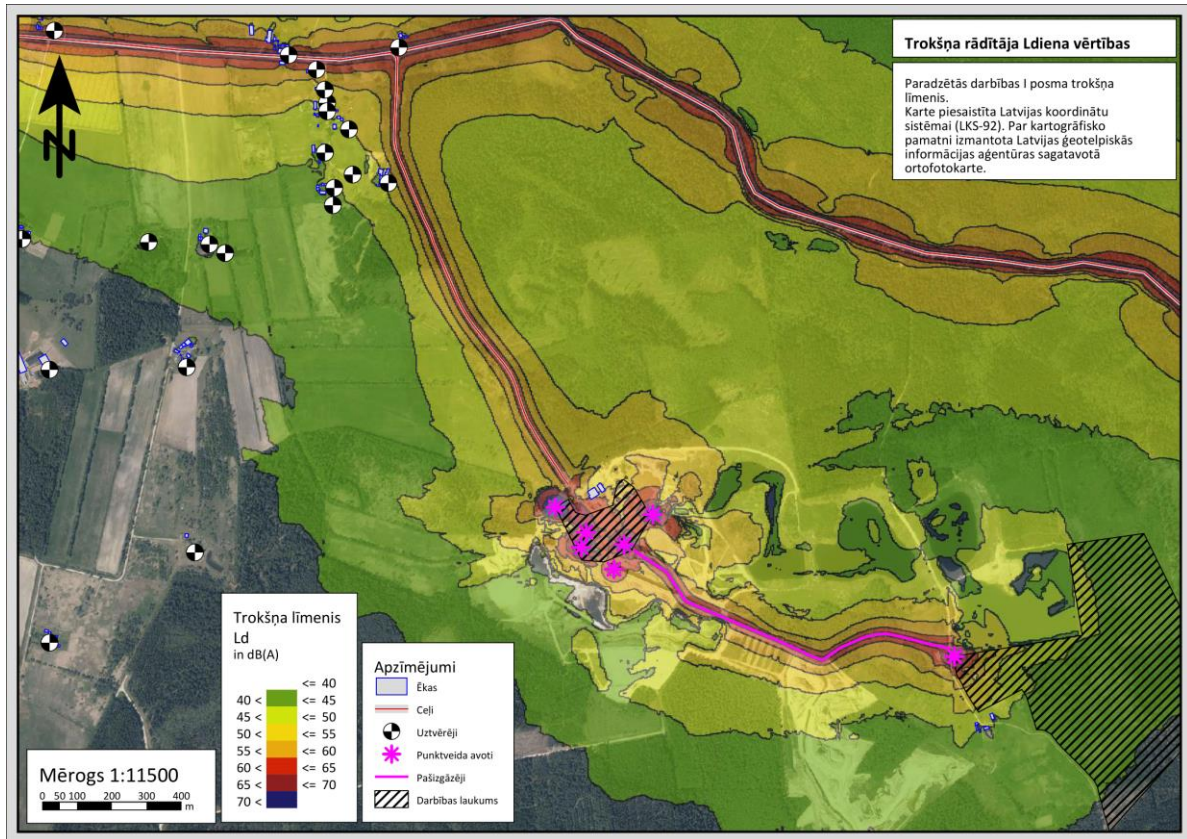 Trokšņa rādītāja Ldiena vērtības
Paradzētās darbības I posma trokšņa
līmenis.
Karte piesaistīta Latvijas koordinātu
sistēmai (LKS-92). Par kartogrāfisko
pamatni izmantota Latvijas ģeotelpiskās
informācijas aģentūras sagatavotā
ortofotokarte.
N
Trokšņa līmenis
Ld
in dB(A)
<= 40
40 < <= 45
45 < <= 50
50 < <= 55
55 < <= 60
60 < <= 65
65 < <= 70
70 <
Apzīmējumi
Ēkas
Ceļi
Uztvērēji
Punktveida avoti
Pašizgāzēji
Darbības laukums
Mērogs 1:11500
0 50 100 200 300 400
m